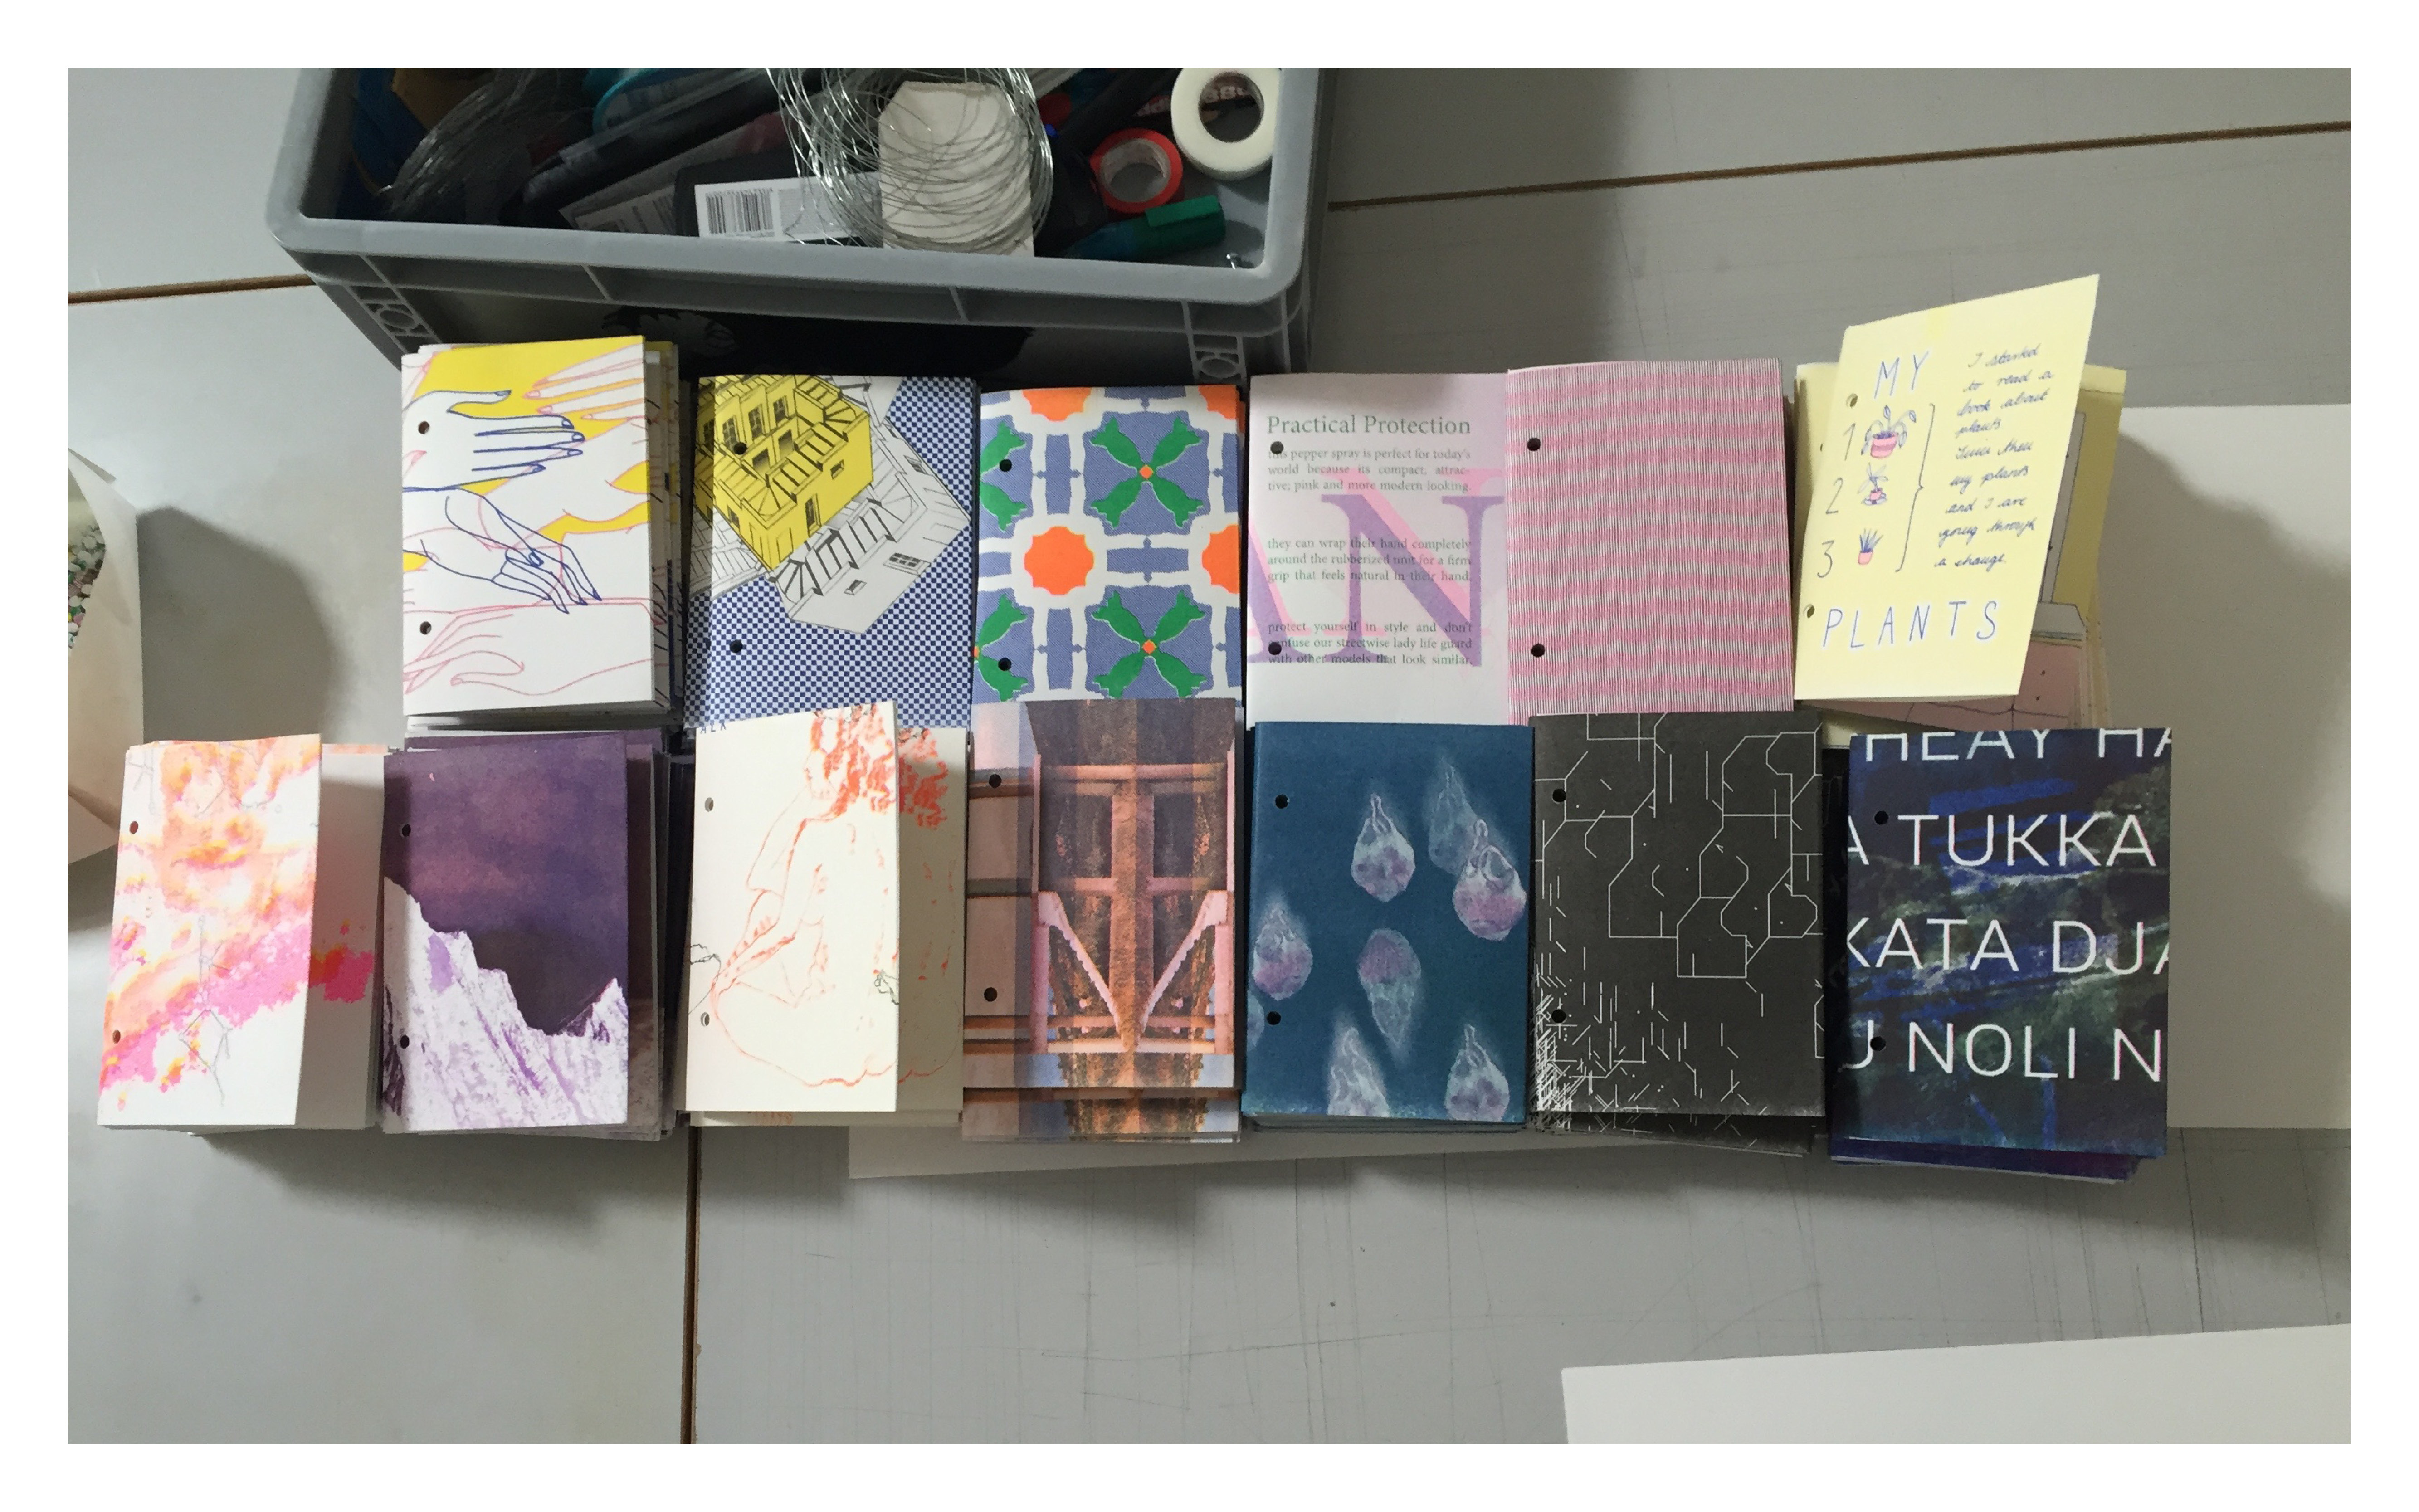 Practical Protection
this pepper spray is perfect for today's
world because its compact, attrac-
tive; pink and more modern looking.
AN
they can wrap their hand completely
around the rubberized unit for a firm
grip that feels natural in their hand.
protect yourself in style and don't
confuse our streetwise lady life guard
with other models that look similar.
MY
1
2
3
PLANTS
I started
to read a
book about
plants
Since then
my plants
and I are
going through
a change.
HEAY HA
A TUKKA
KATA DJA
U NOLI N